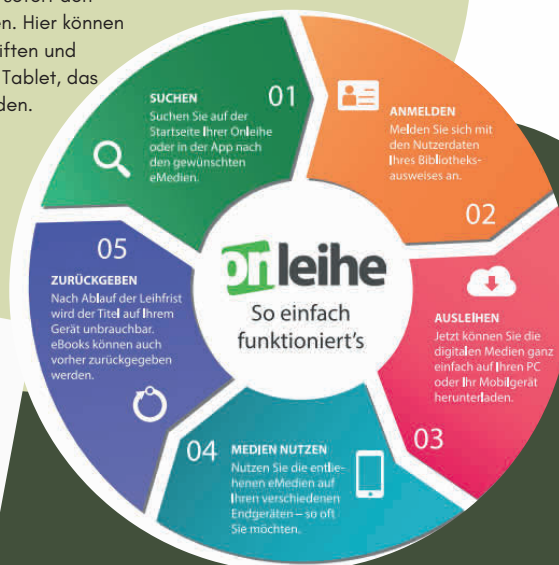 sofort den
en. Hier können
iften und
Tablet, das
den.
01
SUCHEN
Suchen Sie auf der
Startseite Ihrer Onleihe
oder in der App nach
den gewünschten
eMedien.
ANMELDEN
Melden Sie sich mit
den Nutzerdaten
Ihres Bibliotheks-
ausweises an.
02
AUSLEIHEN
Jetzt können Sie die
digitalen Medien ganz
einfach auf Ihren PC
oder Ihr Mobilgerät
herunterladen.
03
04
MEDIEN NUTZEN
Nutzen Sie die entlie-
henen eMedien auf
Ihren verschiedenen
Endgeräten – so oft
Sie möchten.
05
ZURÜCKGEBEN
Nach Ablauf der Leihfrist
wird der Titel auf Ihrem
Gerät unbrauchbar.
eBooks können auch
vorher zurückgegeben
werden.
onleihe
So einfach
funktioniert's